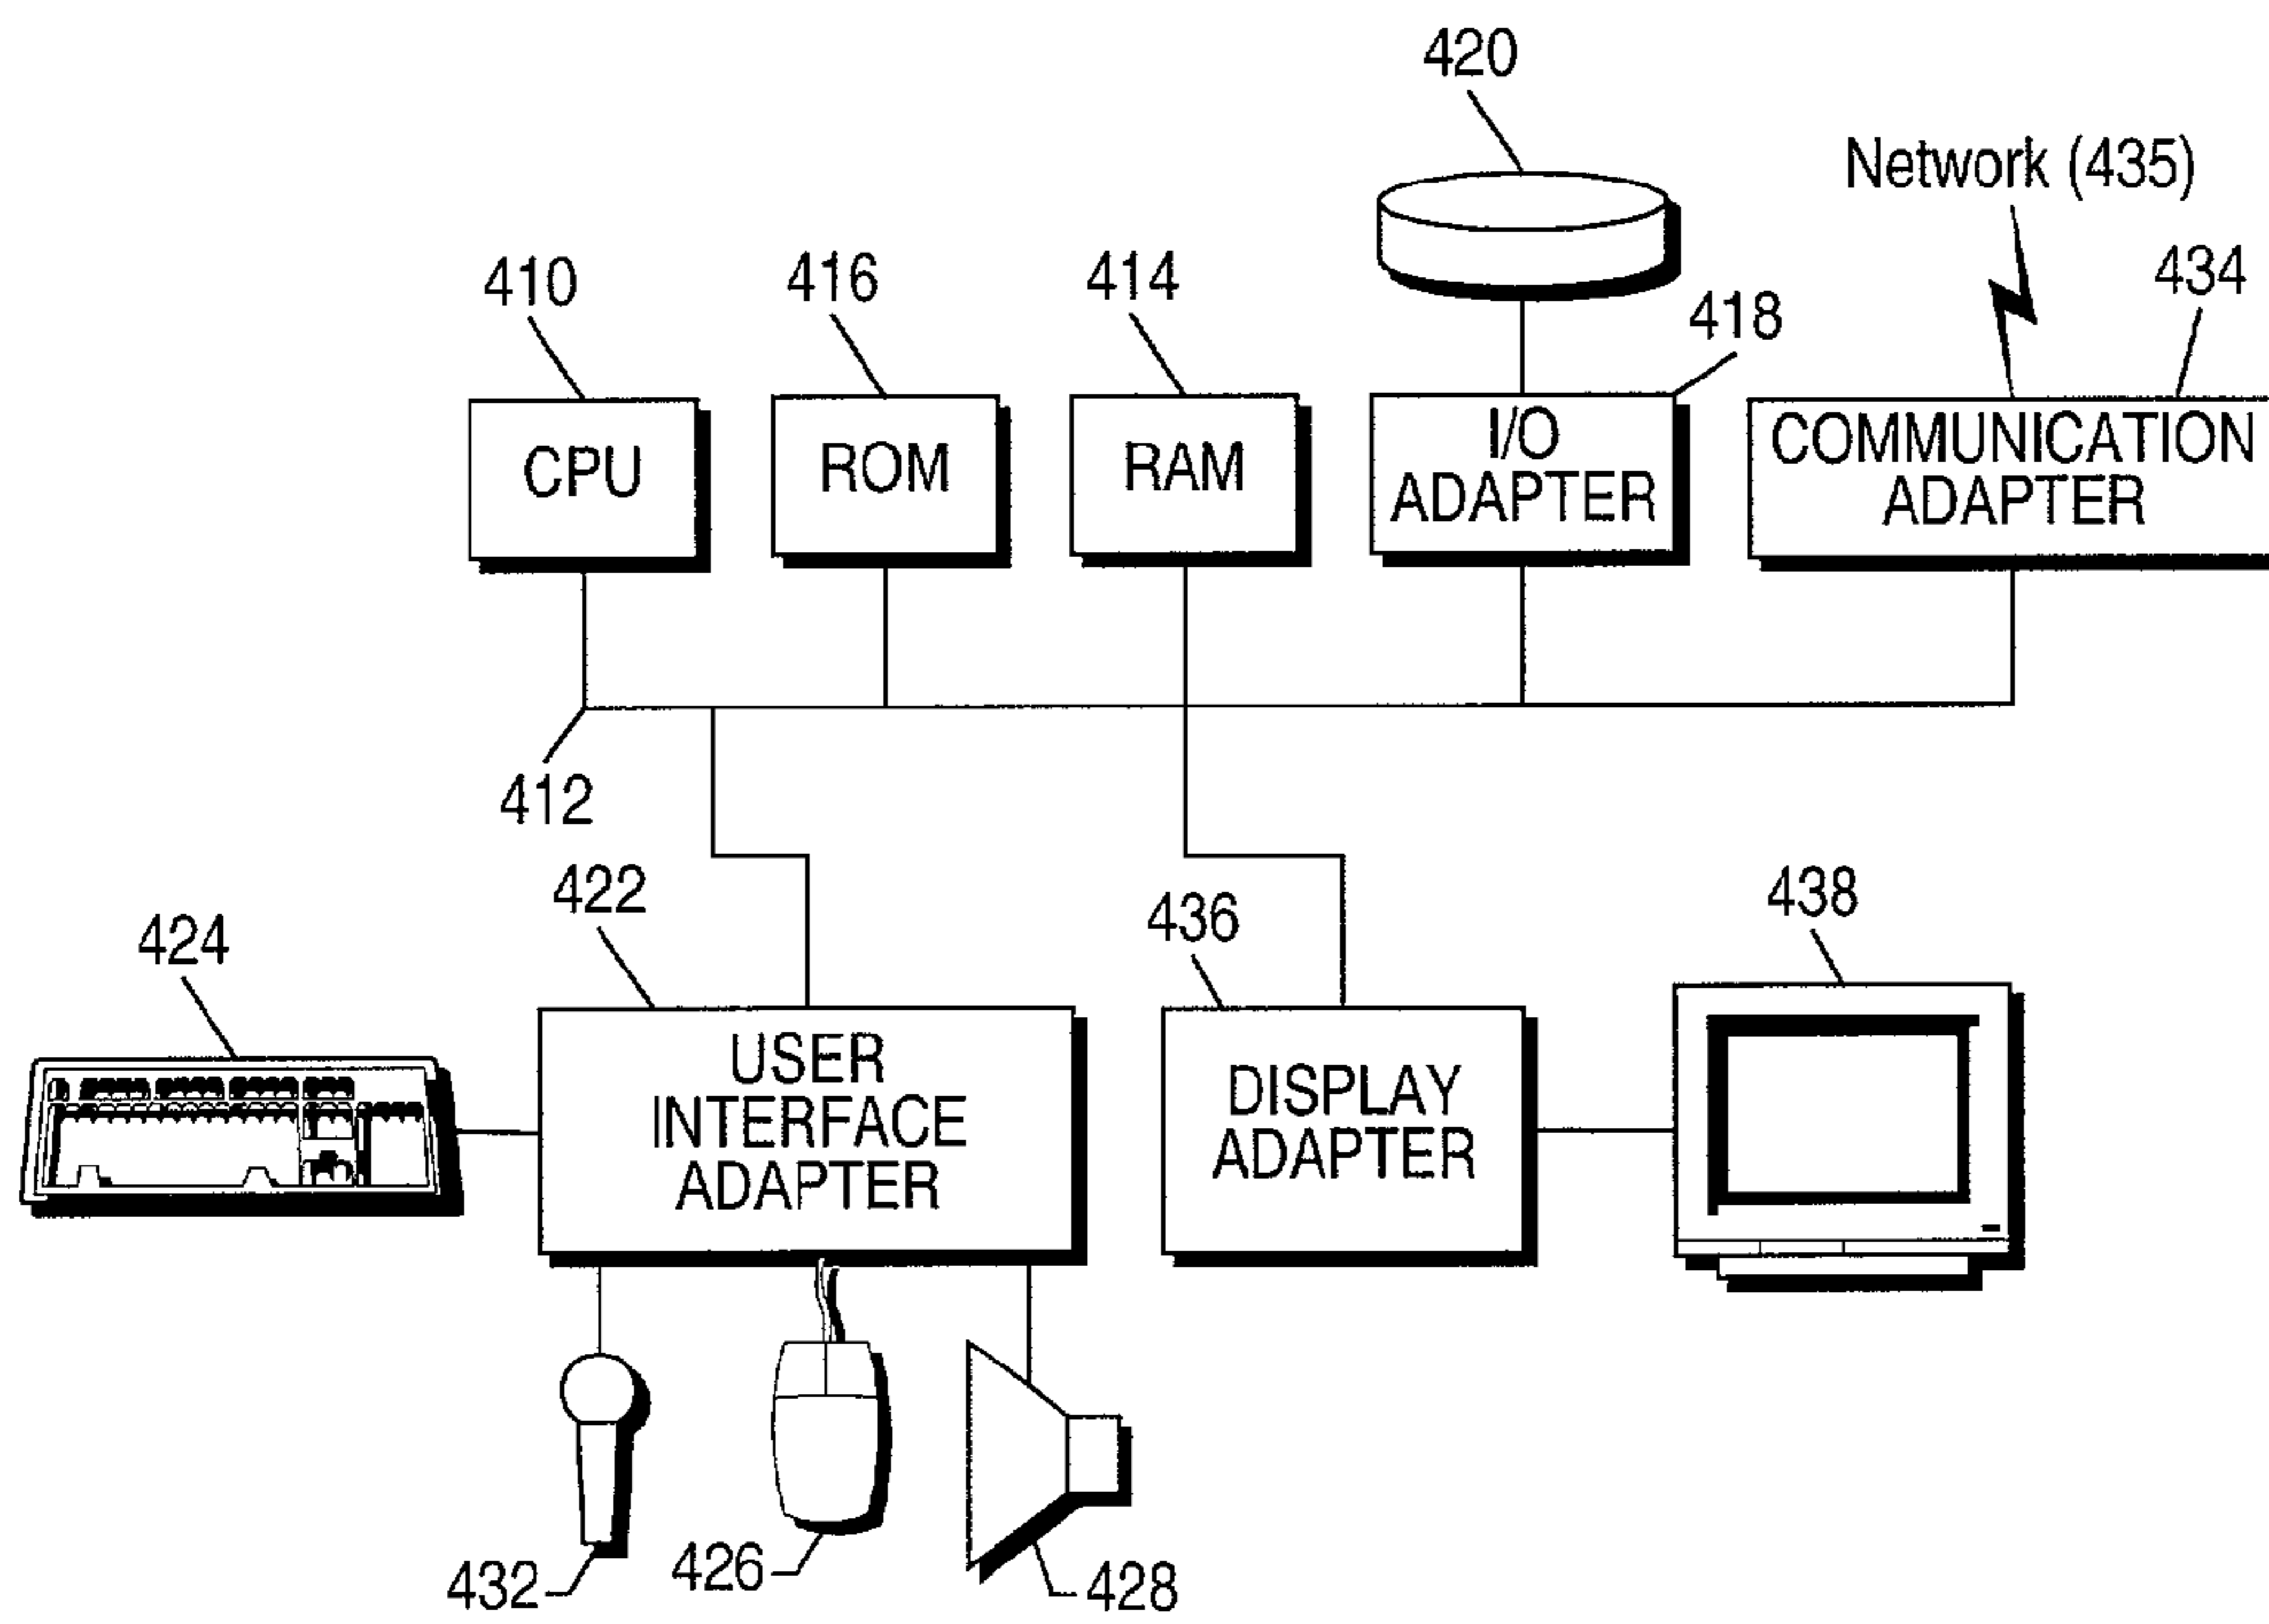 420
Network (435)
410
416
414
418
434
CPU
ROM
RAM
I/O
ADAPTER
COMMUNICATION
ADAPTER
412
422
424
436
438
USER
INTERFACE
ADAPTER
DISPLAY
ADAPTER
432
426
428